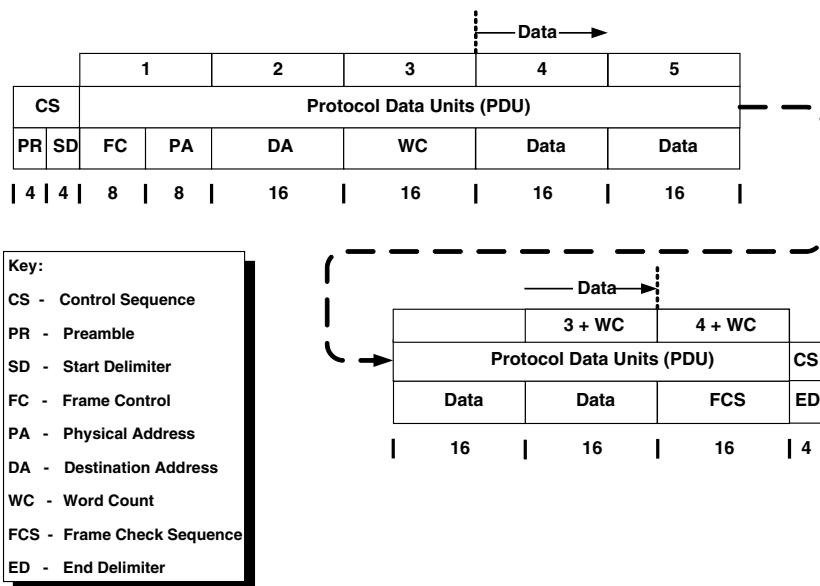 Data
1 2 3 4 5
CS Protocol Data Units (PDU)
PR SD FC PA DA WC Data Data
4 4 8 8 16 16 16 16
Key:
CS - Control Sequence
PR - Preamble
SD - Start Delimiter
FC - Frame Control
PA - Physical Address
DA - Destination Address
WC - Word Count
FCS - Frame Check Sequence
ED - End Delimiter
Data
3 + WC 4 + WC
Protocol Data Units (PDU) CS
Data Data FCS ED
16 16 16 4